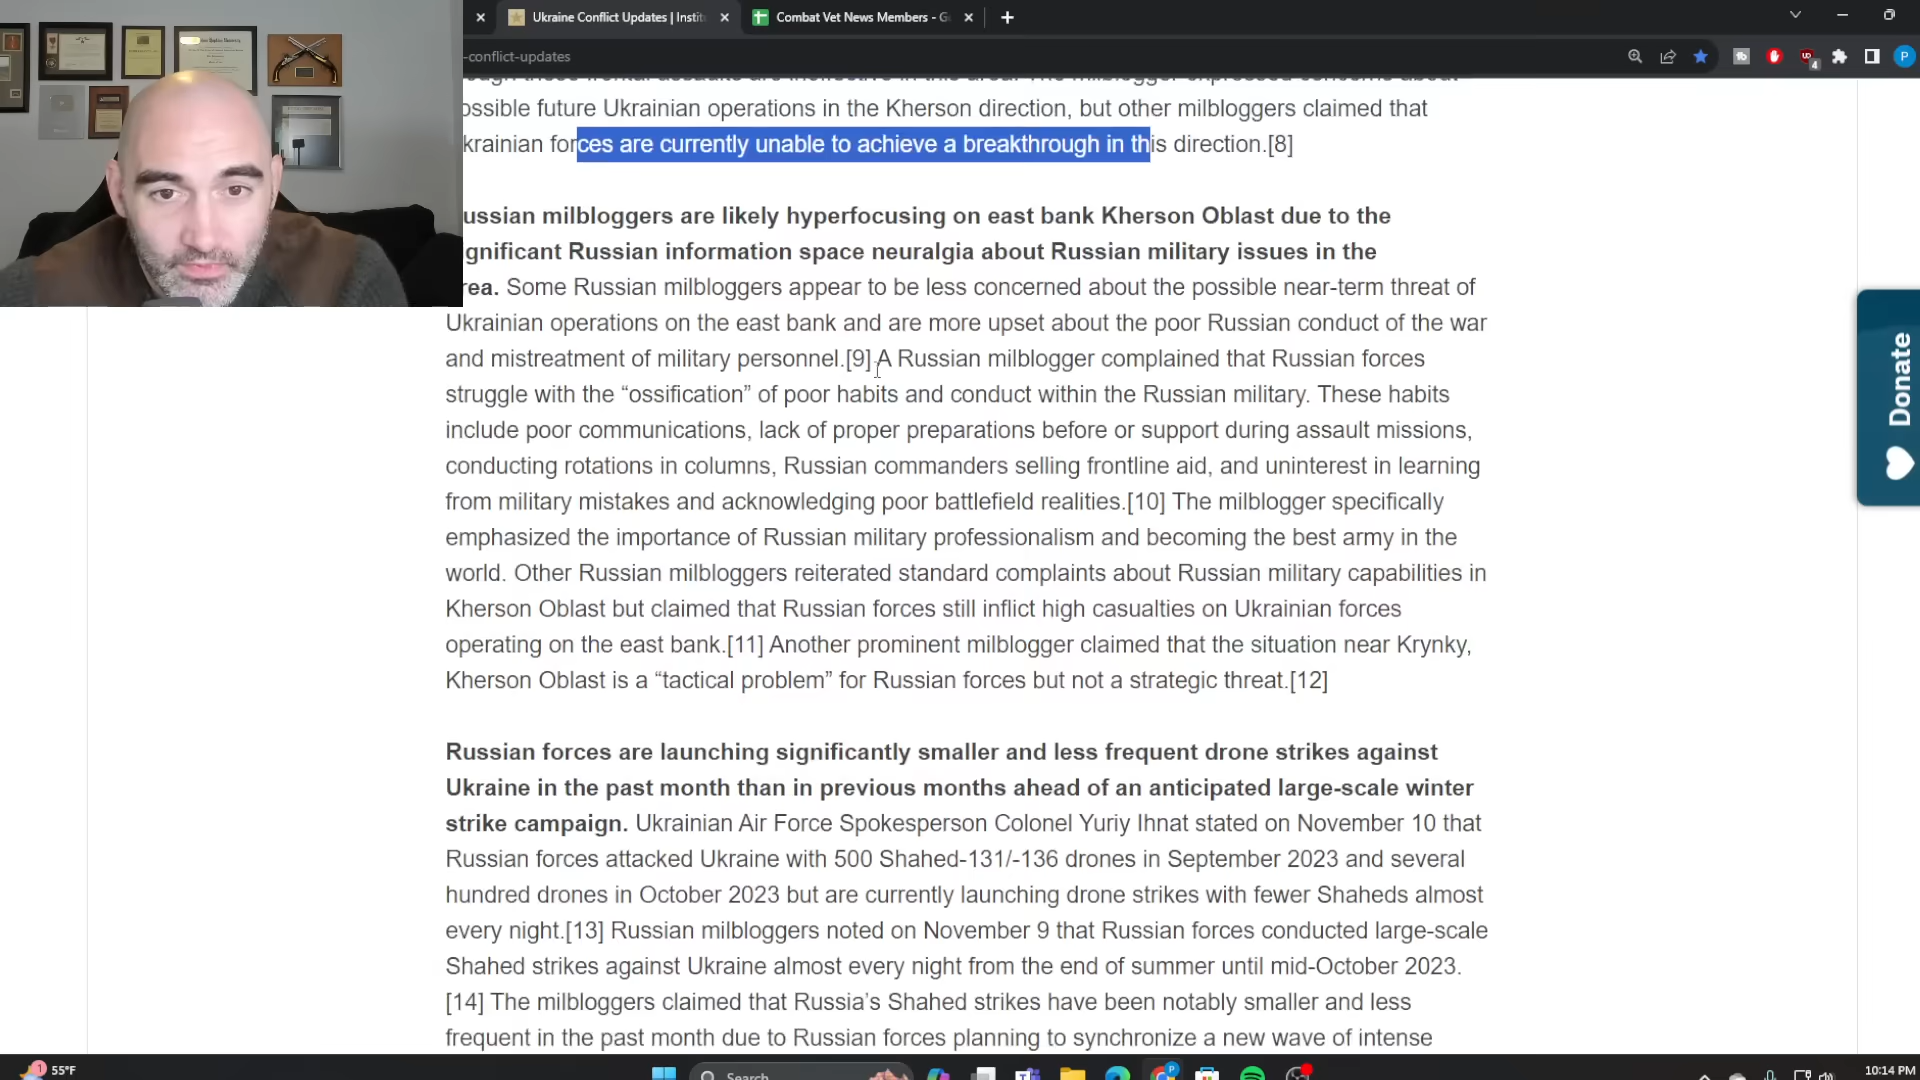 Ukraine Conflict Updates | Instit
Combat Vet News Members - G
-conflict-updates
4
P
ossible future Ukrainian operations in the Kherson direction, but other milbloggers claimed that
krainian forces are currently unable to achieve a breakthrough in this direction.[8]
ussian milbloggers are likely hyperfocusing on east bank Kherson Oblast due to the
gnificant Russian information space neuralgia about Russian military issues in the
rea. Some Russian milbloggers appear to be less concerned about the possible near-term threat of
Ukrainian operations on the east bank and are more upset about the poor Russian conduct of the war
and mistreatment of military personnel.[9] A Russian milblogger complained that Russian forces
struggle with the “ossification” of poor habits and conduct within the Russian military. These habits
include poor communications, lack of proper preparations before or support during assault missions,
conducting rotations in columns, Russian commanders selling frontline aid, and uninterest in learning
from military mistakes and acknowledging poor battlefield realities.[10] The milblogger specifically
emphasized the importance of Russian military professionalism and becoming the best army in the
world. Other Russian milbloggers reiterated standard complaints about Russian military capabilities in
Kherson Oblast but claimed that Russian forces still inflict high casualties on Ukrainian forces
operating on the east bank.[11] Another prominent milblogger claimed that the situation near Krynky,
Kherson Oblast is a “tactical problem” for Russian forces but not a strategic threat.[12]
Russian forces are launching significantly smaller and less frequent drone strikes against
Ukraine in the past month than in previous months ahead of an anticipated large-scale winter
strike campaign. Ukrainian Air Force Spokesperson Colonel Yuriy Ihnat stated on November 10 that
Russian forces attacked Ukraine with 500 Shahed-131/-136 drones in September 2023 and several
hundred drones in October 2023 but are currently launching drone strikes with fewer Shaheds almost
every night.[13] Russian milbloggers noted on November 9 that Russian forces conducted large-scale
Shahed strikes against Ukraine almost every night from the end of summer until mid-October 2023.
[14] The milbloggers claimed that Russia’s Shahed strikes have been notably smaller and less
frequent in the past month due to Russian forces planning to synchronize a new wave of intense
Donate
1
55°F
Search
P
10:14 PM